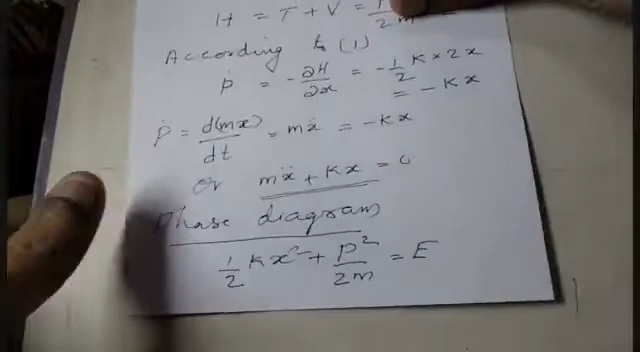 H = T + V = P
2m
According to (1)
ṗ = -∂H/∂x = -1/2 K × 2x
= -Kx
ṗ = d(mẋ)/dt = mẍ = -Kx
Or mẍ + Kx = 0
Phase diagram
1/2 Kx² + P²/2m = E